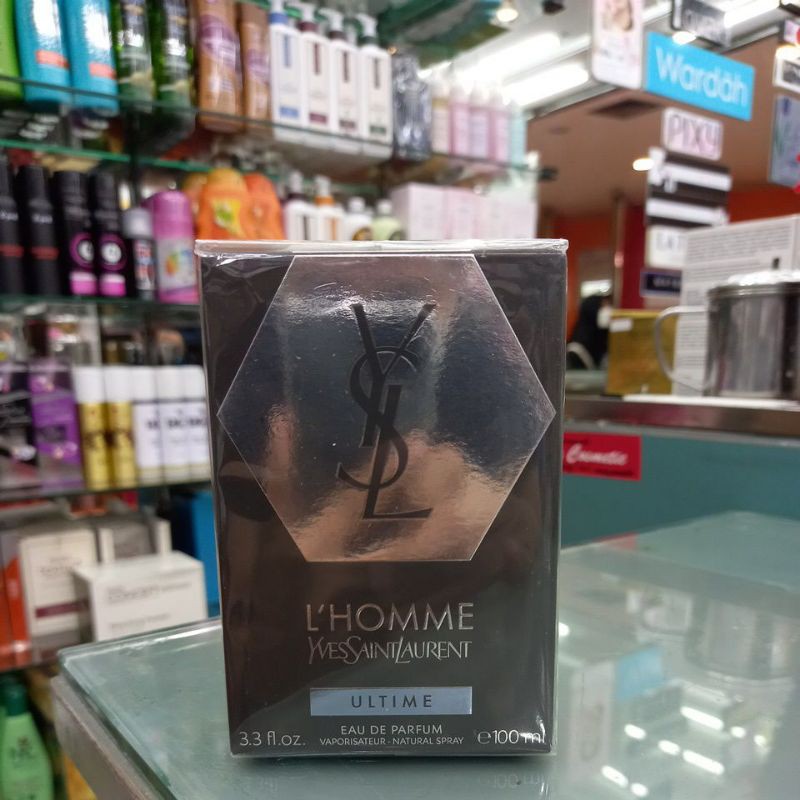 Wardah
PIXY
YSL
L'HOMME
YVESSAINTLAURENT
ULTIME
EAU DE PARFUM
3.3 fl.oz. VAPORISATEUR - NATURAL SPRAY ℮100 ml
Cosmetic